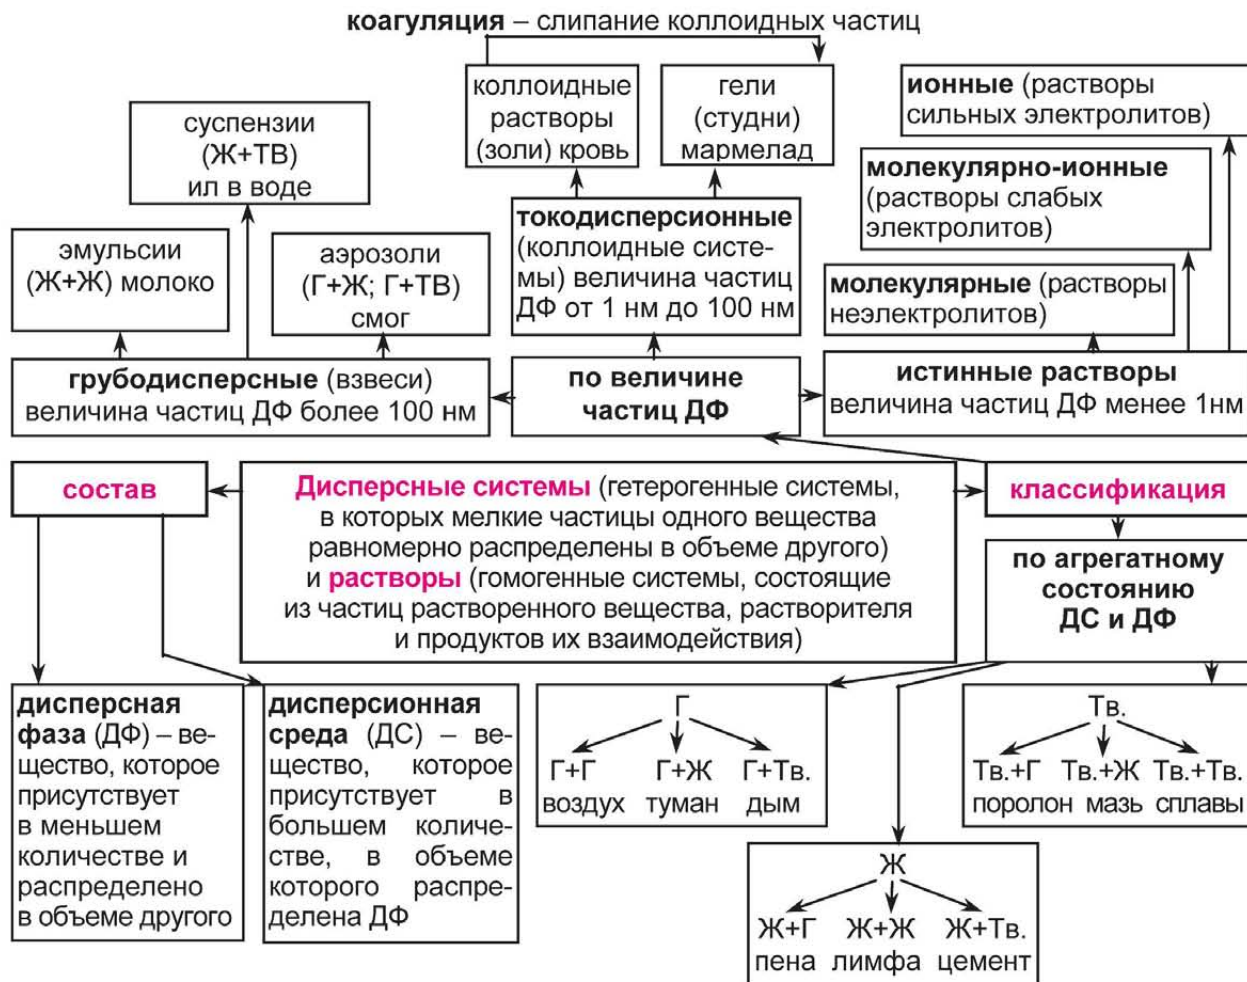 коагуляция – слипание коллоидных частиц
коллоидные
растворы
(золи) кровь
гели
(студни)
мармелад
ионные (растворы
сильных электролитов)
суспензии
(Ж+ТВ)
ил в воде
молекулярно-ионные
(растворы слабых
электролитов)
эмульсии
(Ж+Ж) молоко
аэрозоли
(Г+Ж; Г+ТВ)
смог
токодисперсионные
(коллоидные систе-
мы) величина частиц
ДФ от 1 нм до 100 нм
молекулярные (растворы
неэлектролитов)
грубодисперсные (взвеси)
величина частиц ДФ более 100 нм
по величине
частиц ДФ
истинные растворы
величина частиц ДФ менее 1нм
состав
Дисперсные системы (гетерогенные системы,
в которых мелкие частицы одного вещества
равномерно распределены в объеме другого)
и растворы (гомогенные системы, состоящие
из частиц растворенного вещества, растворителя
и продуктов их взаимодействия)
классификация
по агрегатному
состоянию
ДС и ДФ
дисперсная
фаза (ДФ) – ве-
щество, которое
присутствует
в меньшем
количестве и
распределено
в объеме другого
дисперсионная
среда (ДС) – ве-
щество, которое
присутствует в
большем количе-
стве, в объеме
которого распре-
делена ДФ
Г
Г+Г Г+Ж Г+Тв.
воздух туман дым
Тв.
Тв.+Г Тв.+Ж Тв.+Тв.
поролон мазь сплавы
Ж
Ж+Г Ж+Ж Ж+Тв.
пена лимфа цемент